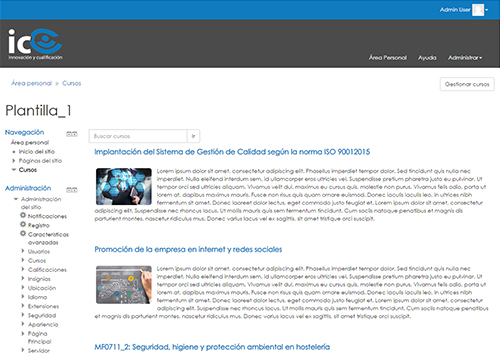 Admin User
ic
innovación y cualificación
Área Personal Ayuda Administrar
Área personal » Cursos
Gestionar cursos
Plantilla_1
Navegación
Área personal
Inicio del sitio
Páginas del sitio
Cursos
Administración
Administración
del sitio
Notificaciones
Registro
Características
avanzadas
Usuarios
Cursos
Calificaciones
Insignias
Ubicación
Idioma
Extensiones
Seguridad
Apariencia
Página
Principal
Servidor
Buscar cursos
Ir
Implantación del Sistema de Gestión de Calidad según la norma ISO 90012015
Lorem ipsum dolor sit amet, consectetur adipiscing elit. Phasellus imperdiet tempor dolor. Sed tincidunt quis nulla nec
imperdiet. Nulla eleifend interdum sem, id ullamcorper eros ultricies vel. Suspendisse pretium pharetra justo eu pulvinar. Ut
tempor orci sed ultricies aliquam. Vivamus velit dui, maximus eu cursus quis, molestie non purus. Vivamus felis odio, porta ut
lorem at, dapibus maximus mauris. Fusce non risus quis quam ornare euismod. Donec iaculis iaculis leo, in ultrices nibh
fermentum sit amet. Donec laoreet dolor lectus, eget commodo justo feugiat et. Lorem ipsum dolor sit amet, consectetur
adipiscing elit. Suspendisse nec rhoncus lacus. Ut mollis mauris quis sem fermentum tincidunt. Cum sociis natoque penatibus et magnis dis
parturient montes, nascetur ridiculus mus. Donec varius lacus vel ex sagittis, sit amet tristique orci suscipit.
Promoción de la empresa en internet y redes sociales
Lorem ipsum dolor sit amet, consectetur adipiscing elit. Phasellus imperdiet tempor dolor. Sed tincidunt quis nulla nec
imperdiet. Nulla eleifend interdum sem, id ullamcorper eros ultricies vel. Suspendisse pretium pharetra justo eu pulvinar. Ut
tempor orci sed ultricies aliquam. Vivamus velit dui, maximus eu cursus quis, molestie non purus. Vivamus felis odio, porta ut
lorem at, dapibus maximus mauris. Fusce non risus quis quam ornare euismod. Donec iaculis iaculis leo, in ultrices nibh
fermentum sit amet. Donec laoreet dolor lectus, eget commodo justo feugiat et. Lorem ipsum dolor sit amet, consectetur adipiscing elit. Suspendisse nec rhoncus lacus. Ut mollis mauris quis sem fermentum tincidunt. Cum sociis natoque penatibus
et magnis dis parturient montes, nascetur ridiculus mus. Donec varius lacus vel ex sagittis, sit amet tristique orci suscipit.
MF0711_2: Seguridad, higiene y protección ambiental en hostelería